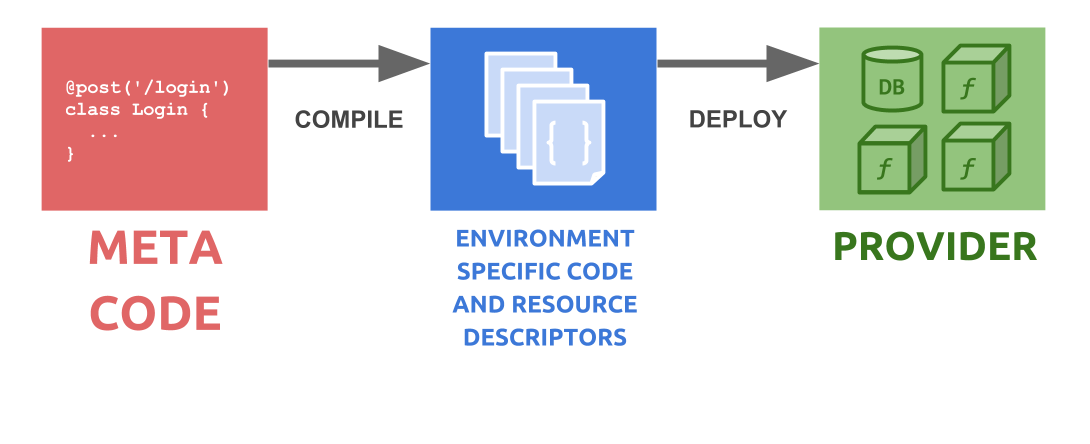 @post('/login')
class Login {
  ...
}
COMPILE
{ }
DEPLOY
DB
f
f
f
META
CODE
ENVIRONMENT
SPECIFIC CODE
AND RESOURCE
DESCRIPTORS
PROVIDER